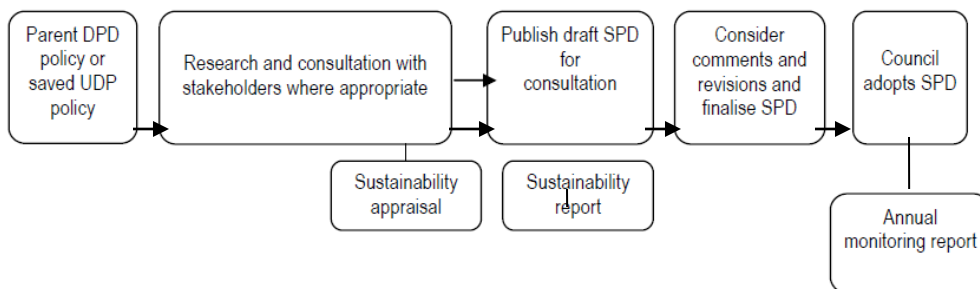 Parent DPD
policy or
saved UDP
policy
Research and consultation with
stakeholders where appropriate
Publish draft SPD
for
consultation
Consider
comments and
revisions and
finalise SPD
Council
adopts SPD
Sustainability
appraisal
Sustainability
report
Annual
monitoring report